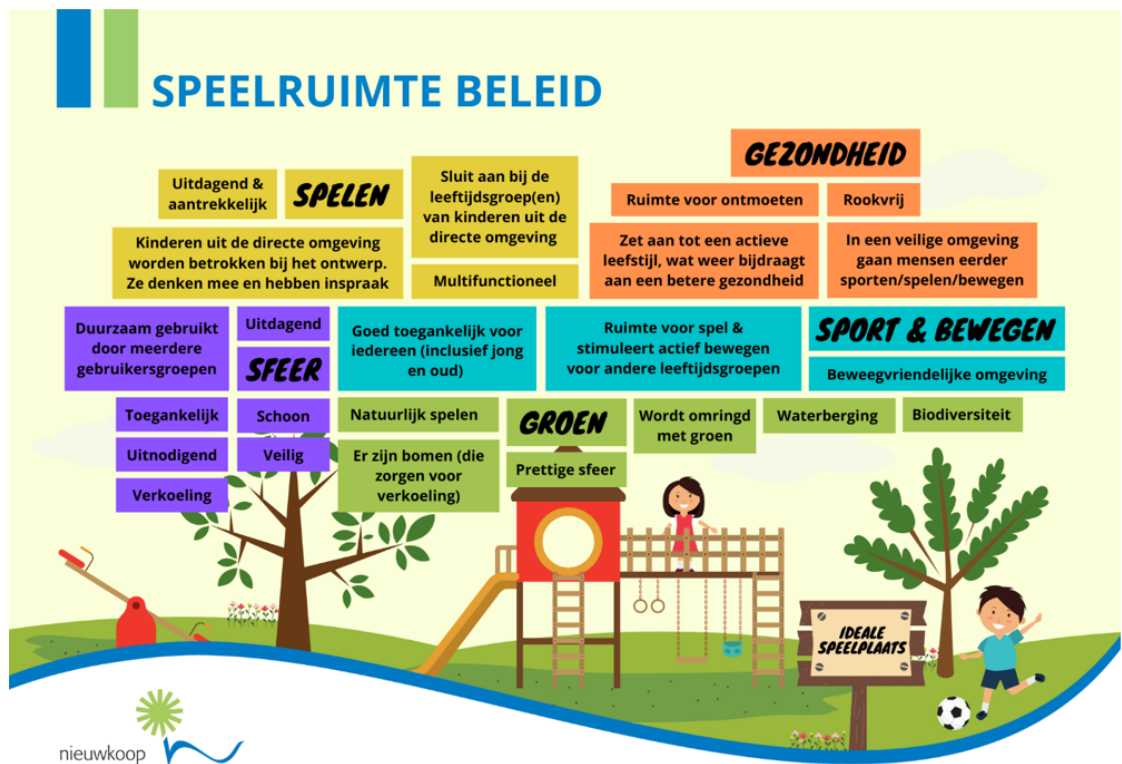 SPEELRUIMTE BELEID
Uitdagend &
aantrekkelijk
SPELEN
Kinderen uit de directe omgeving
worden betrokken bij het ontwerp.
Ze denken mee en hebben inspraak
Sluit aan bij de
leeftijdsgroep(en)
van kinderen uit de
directe omgeving
Multifunctioneel
GEZONDHEID
Ruimte voor ontmoeten
Rookvrij
Zet aan tot een actieve
leefstijl, wat weer bijdraagt
aan een betere gezondheid
In een veilige omgeving
gaan mensen eerder
sporten/spelen/bewegen
Duurzaam gebruikt
door meerdere
gebruikersgroepen
Uitdagend
SFEER
Toegankelijk
Schoon
Uitnodigend
Veilig
Verkoeling
Goed toegankelijk voor
iedereen (inclusief jong
en oud)
Ruimte voor spel &
stimuleert actief bewegen
voor andere leeftijdsgroepen
SPORT & BEWEGEN
Beweegvriendelijke omgeving
Natuurlijk spelen
GROEN
Wordt omringd
met groen
Waterberging
Biodiversiteit
Er zijn bomen (die
zorgen voor
verkoeling)
Prettige sfeer
IDEALE
SPEELPLAATS
nieuwkoop